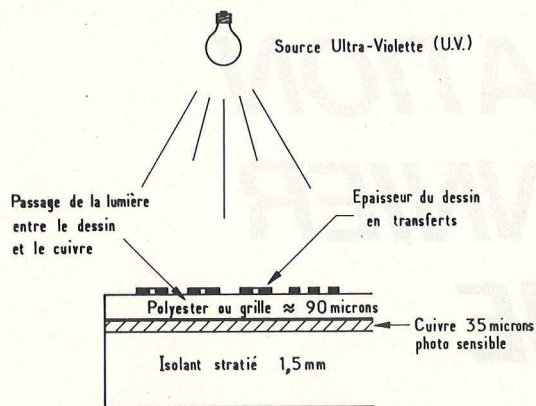 Source Ultra-Violette (U.V.)
Passage de la lumière
entre le dessin
et le cuivre
Epaisseur du dessin
en transferts
Polyester ou grille ≈ 90 microns
Cuivre 35 microns
photo sensible
Isolant stratié 1,5 mm